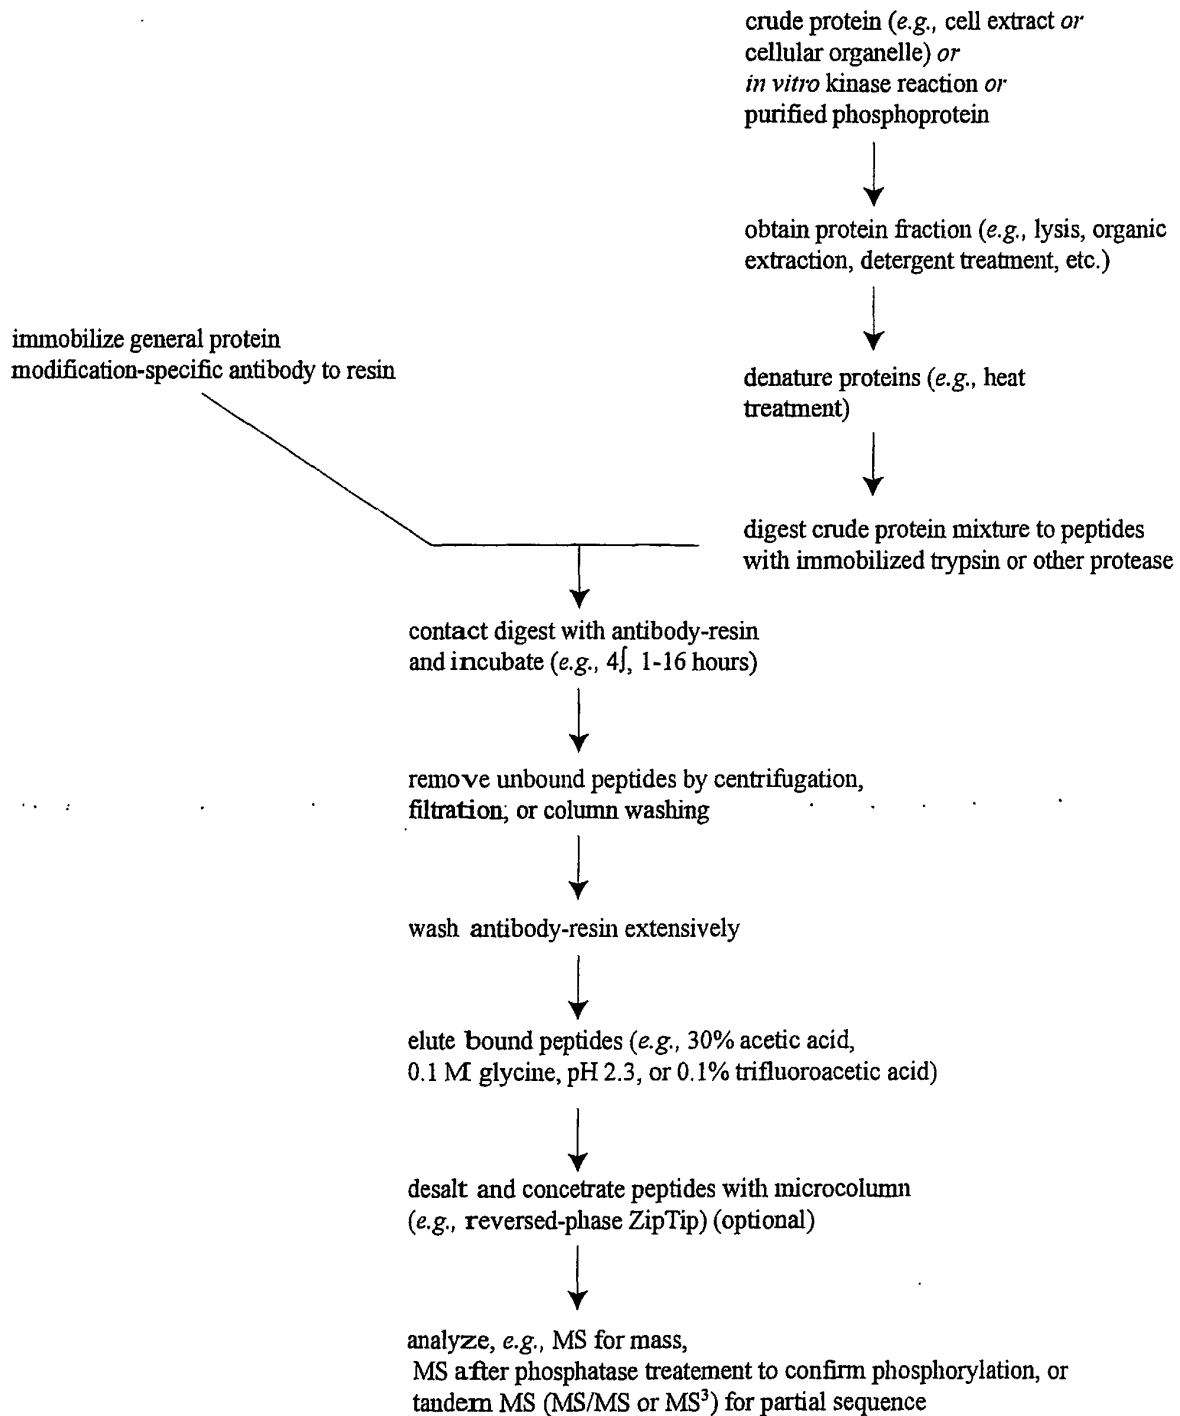 crude protein (e.g., cell extract or
cellular organelle) or
in vitro kinase reaction or
purified phosphoprotein
obtain protein fraction (e.g., lysis, organic
extraction, detergent treatment, etc.)
immobilize general protein
modification-specific antibody to resin
denature proteins (e.g., heat
treatment)
digest crude protein mixture to peptides
with immobilized trypsin or other protease
contact digest with antibody-resin
and incubate (e.g., 4∫, 1-16 hours)
remove unbound peptides by centrifugation,
filtration, or column washing
wash antibody-resin extensively
elute bound peptides (e.g., 30% acetic acid,
0.1 M glycine, pH 2.3, or 0.1% trifluoroacetic acid)
desalt and concetrate peptides with microcolumn
(e.g., reversed-phase ZipTip) (optional)
analyze, e.g., MS for mass,
MS after phosphatase treatement to confirm phosphorylation, or
tandem MS (MS/MS or MS³) for partial sequence